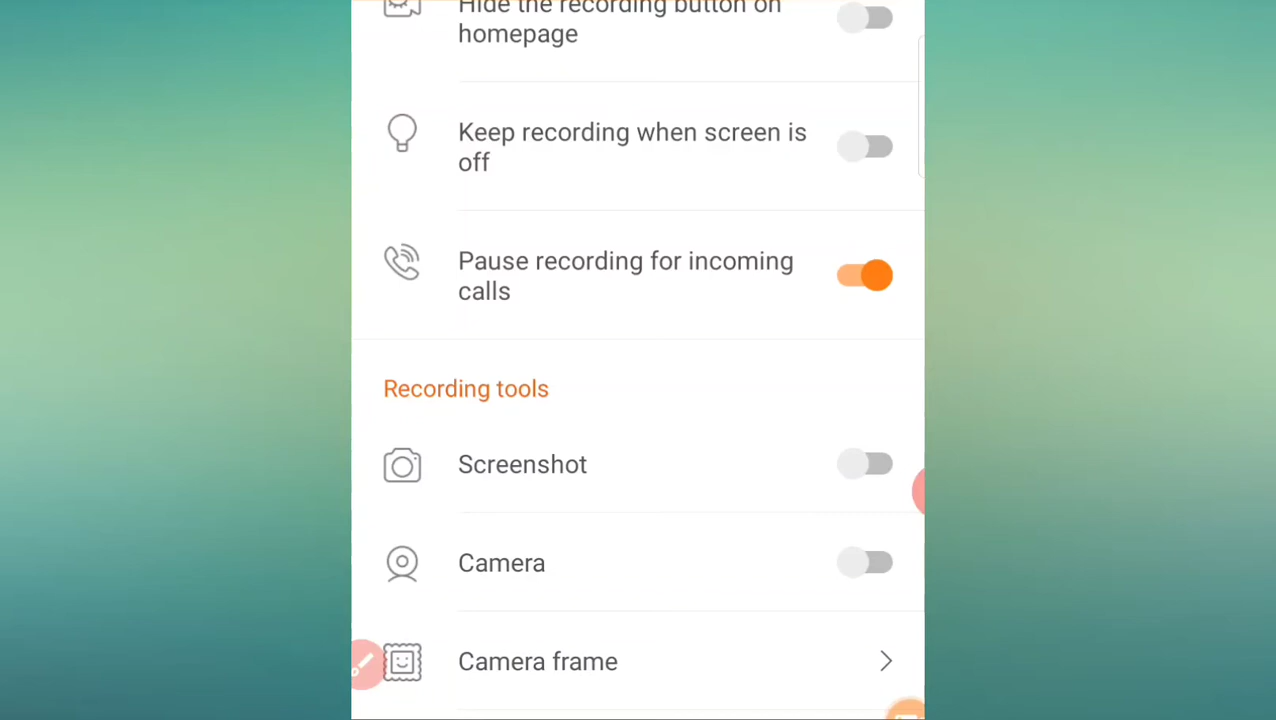 Hide the recording button on
homepage
Keep recording when screen is
off
Pause recording for incoming
calls
Recording tools
Screenshot
Camera
Camera frame